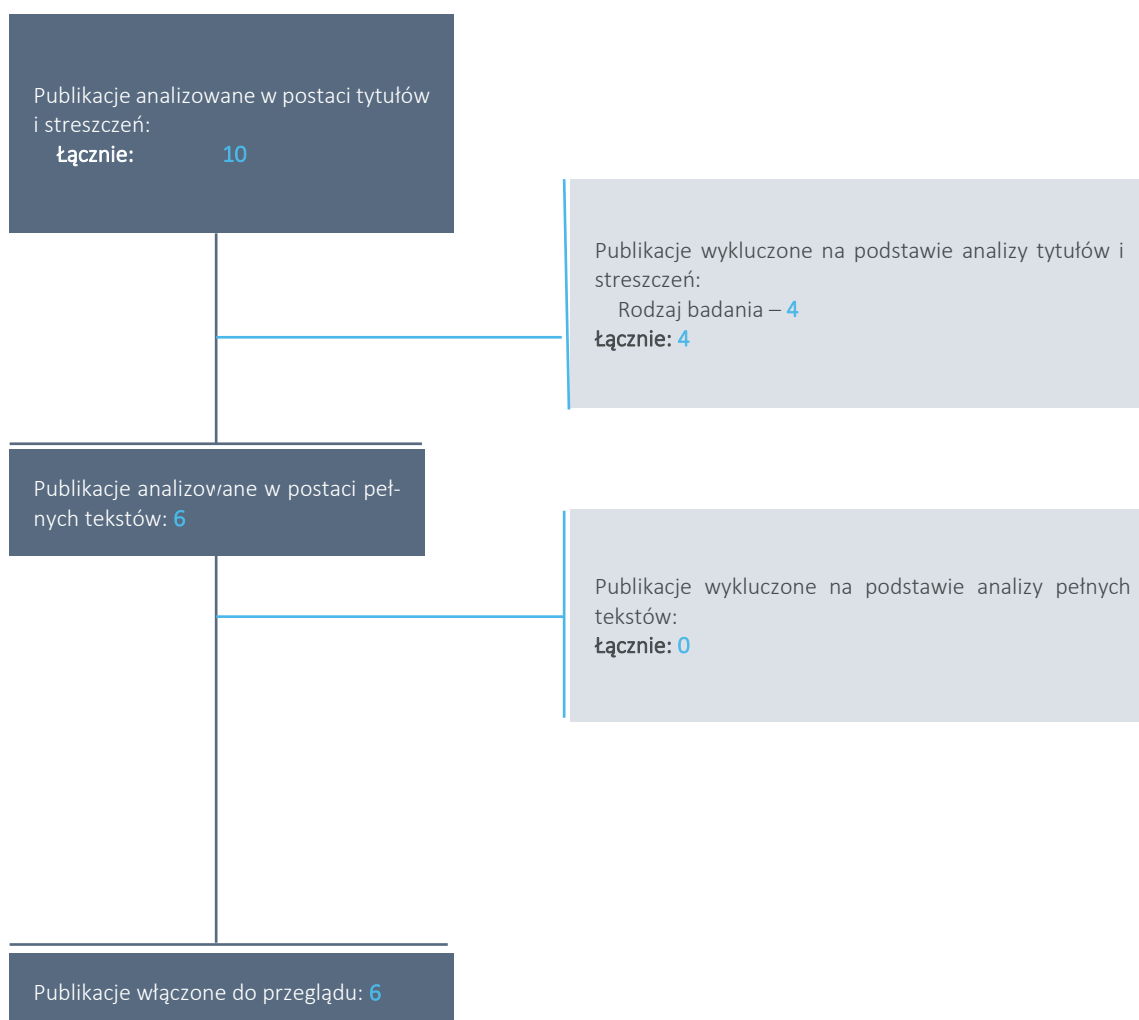 Publikacje analizowane w postaci tytułów
i streszczeń:
Łącznie: 10
Publikacje wykluczone na podstawie analizy tytułów i
streszczeń:
Rodzaj badania – 4
Łącznie: 4
Publikacje analizowane w postaci peł-
nych tekstów: 6
Publikacje wykluczone na podstawie analizy pełnych
tekstów:
Łącznie: 0
Publikacje włączone do przeglądu: 6